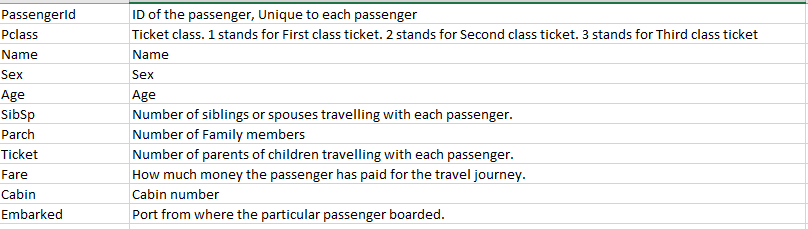 PassengerId ID of the passenger, Unique to each passenger
Pclass Ticket class. 1 stands for First class ticket. 2 stands for Second class ticket. 3 stands for Third class ticket
Name Name
Sex Sex
Age Age
SibSp Number of siblings or spouses travelling with each passenger.
Parch Number of Family members
Ticket Number of parents of children travelling with each passenger.
Fare How much money the passenger has paid for the travel journey.
Cabin Cabin number
Embarked Port from where the particular passenger boarded.